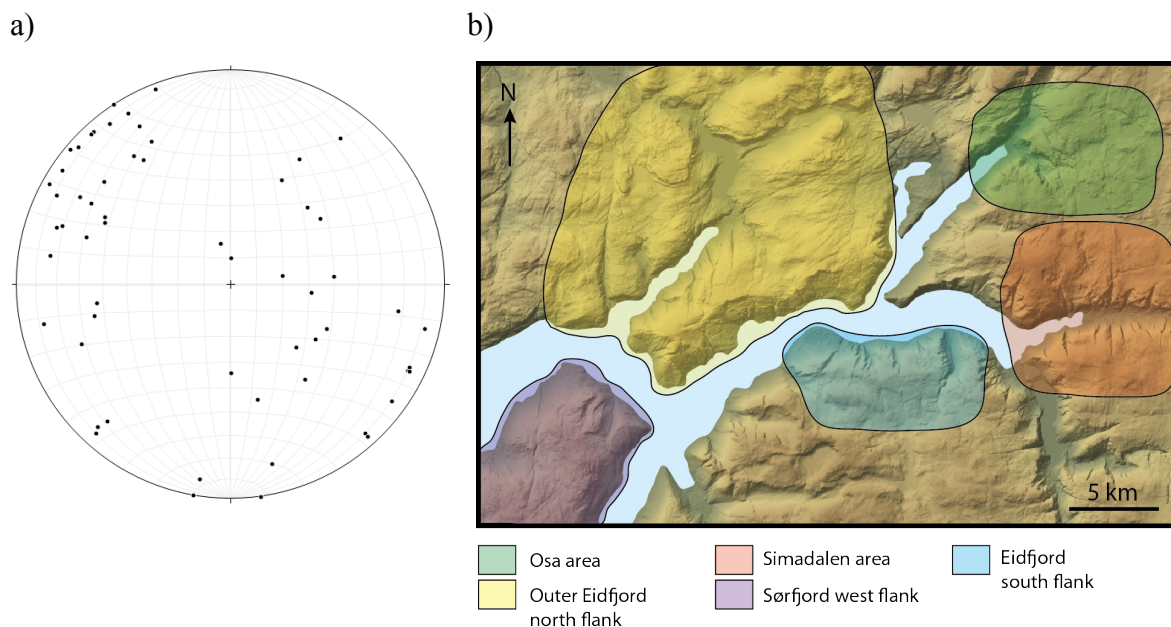 a)
b)
N
5 km
Osa area
Simadalen area
Eidfjord
south flank
Outer Eidfjord
north flank
Sørfjord west flank